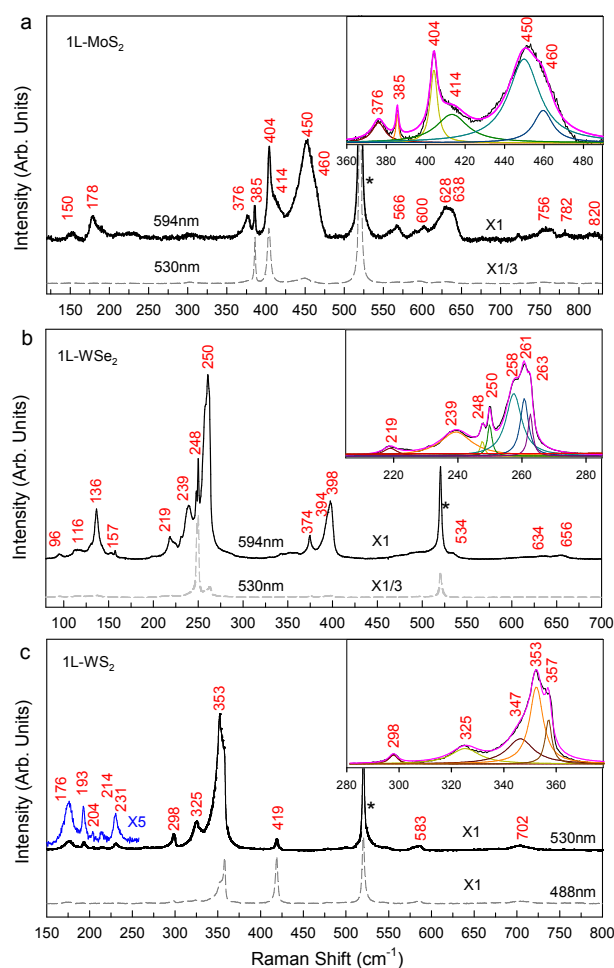 a
1L-MoS2
Intensity (Arb. Units)
150
178
594nm
530nm
376
385
404
414
450
460
*
566
600
628
638
X1
756
782
820
X1/3
376
385
404
414
450
460
360 380 400 420 440 460 480
150 200 250 300 350 400 450 500 550 600 650 700 750 800
b
1L-WSe2
Intensity (Arb. Units)
96
116
136
157
219
239
248
250
594nm
530nm
374
394
398
X1
X1/3
*
534
634
656
219
239
248
250
258
261
263
220 240 260 280
100 150 200 250 300 350 400 450 500 550 600 650 700
c
1L-WS2
Intensity (Arb. Units)
176
193
204
214
231
X5
298
325
353
419
*
583
702
X1
530nm
X1
488nm
298
325
347
353
357
280 300 320 340 360
150 200 250 300 350 400 450 500 550 600 650 700 750 800
Raman Shift (cm-1)